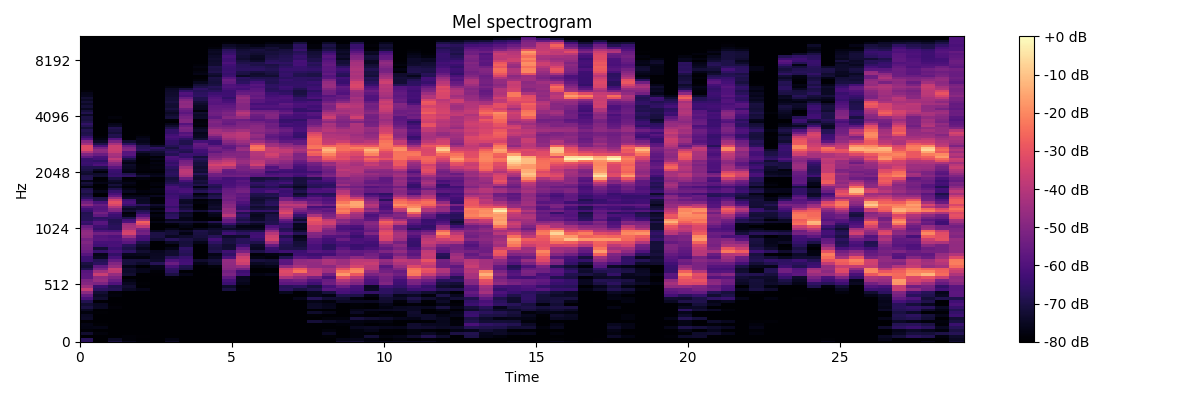 Mel spectrogram
+0 dB
8192
-10 dB
4096
-20 dB
-30 dB
2048
Hz
-40 dB
1024
-50 dB
-60 dB
512
-70 dB
0
-80 dB
0 5 10 15 20 25
Time